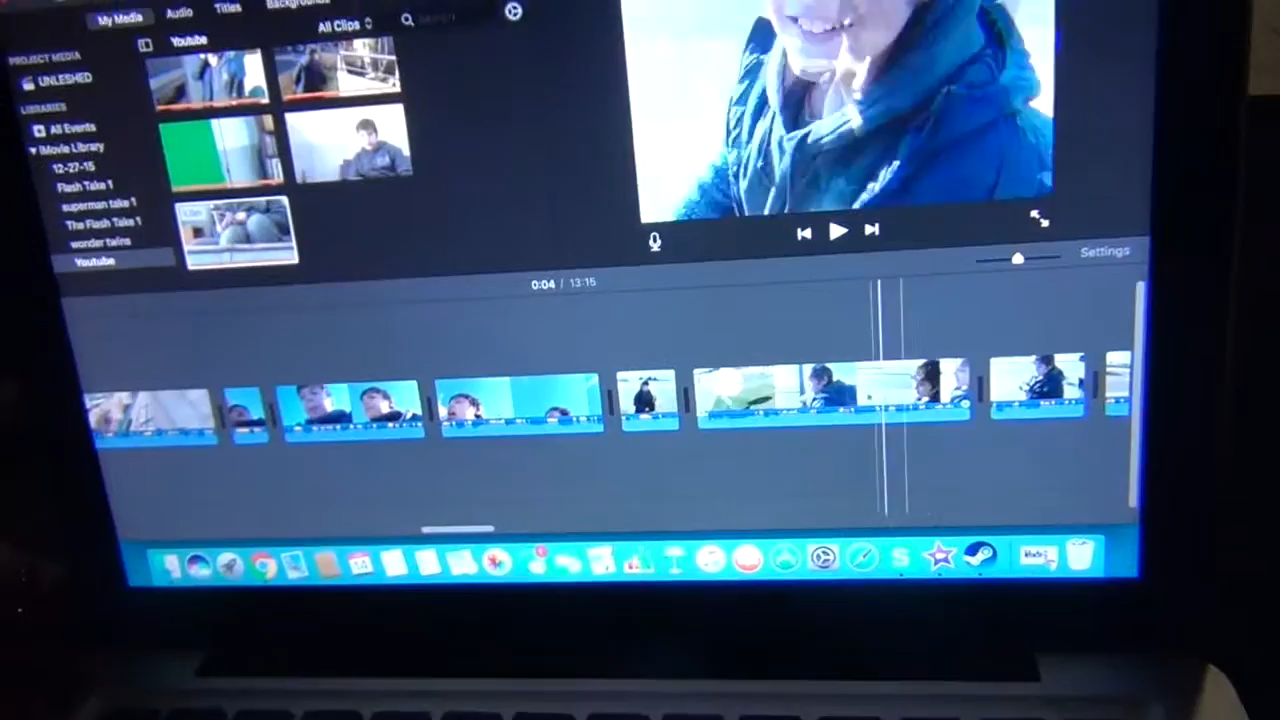 My Media Audio Titles Backgrounds
All Clips Search
Youtube
PROJECT MEDIA
UNLESHED
LIBRARIES
All Events
iMovie Library
12-27-15
Flash Take 1
superman take 1
The Flash Take 1
wonder twins
Youtube
Settings
0:04 / 13:15